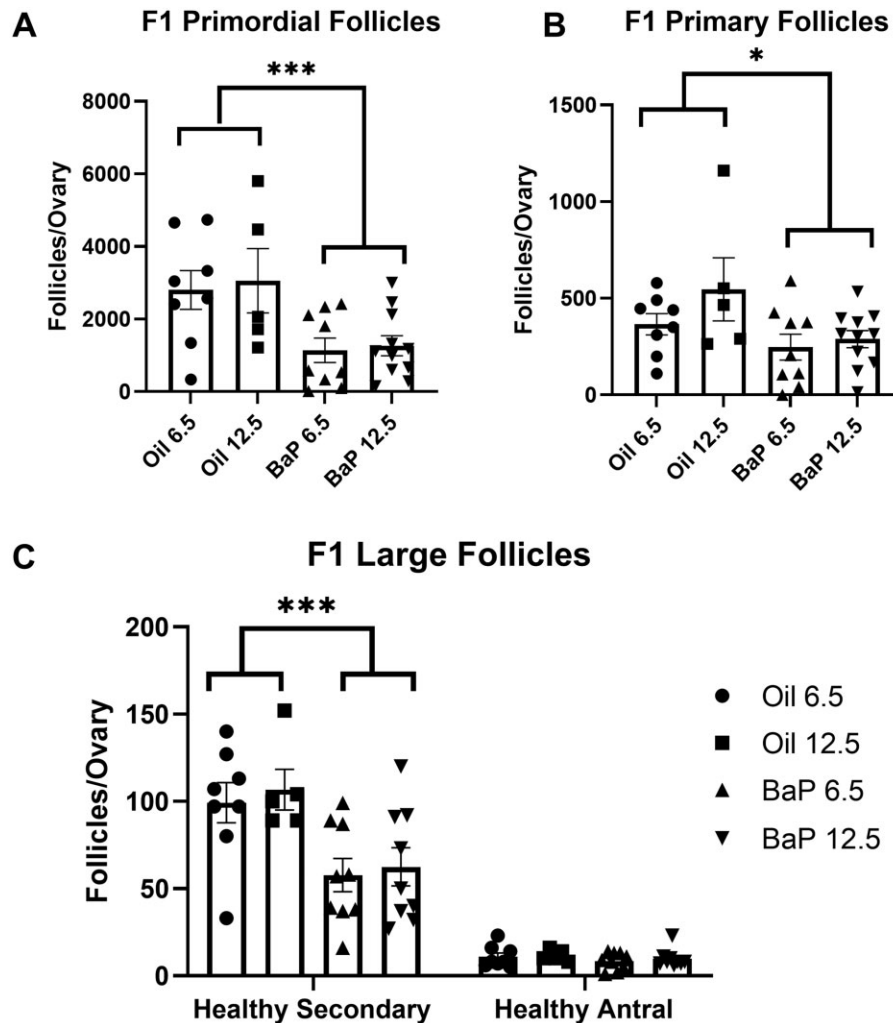 A
F1 Primordial Follicles
***
Follicles/Ovary
8000
6000
4000
2000
0
Oil 6.5
Oil 12.5
BaP 6.5
BaP 12.5
B
F1 Primary Follicles
*
Follicles/Ovary
1500
1000
500
0
Oil 6.5
Oil 12.5
BaP 6.5
BaP 12.5
C
F1 Large Follicles
***
Follicles/Ovary
200
150
100
50
0
Healthy Secondary
Healthy Antral
Oil 6.5
Oil 12.5
BaP 6.5
BaP 12.5